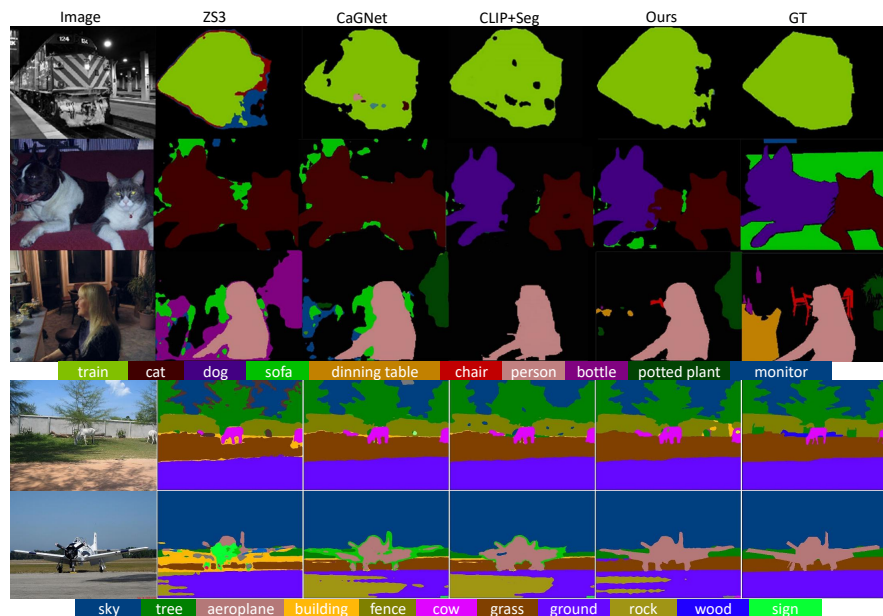 Image ZS3 CaGNet CLIP+Seg Ours GT
124
train cat dog sofa dinning table chair person bottle potted plant monitor
sky tree aeroplane building fence cow grass ground rock wood sign